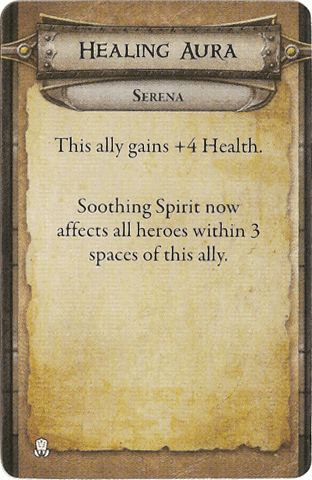 Healing Aura
Serena
This ally gains +4 Health.
Soothing Spirit now
affects all heroes within 3
spaces of this ally.